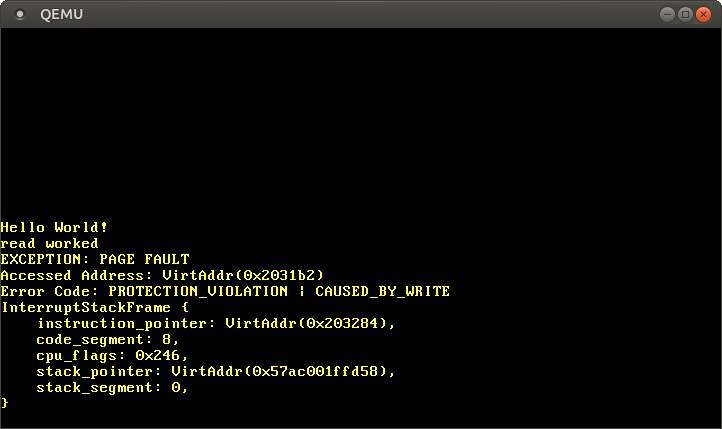 QEMU
Hello World!
read worked
EXCEPTION: PAGE FAULT
Accessed Address: VirtAddr(0x2031b2)
Error Code: PROTECTION_VIOLATION | CAUSED_BY_WRITE
InterruptStackFrame {
    instruction_pointer: VirtAddr(0x203284),
    code_segment: 8,
    cpu_flags: 0x246,
    stack_pointer: VirtAddr(0x57ac001ffd58),
    stack_segment: 0,
}